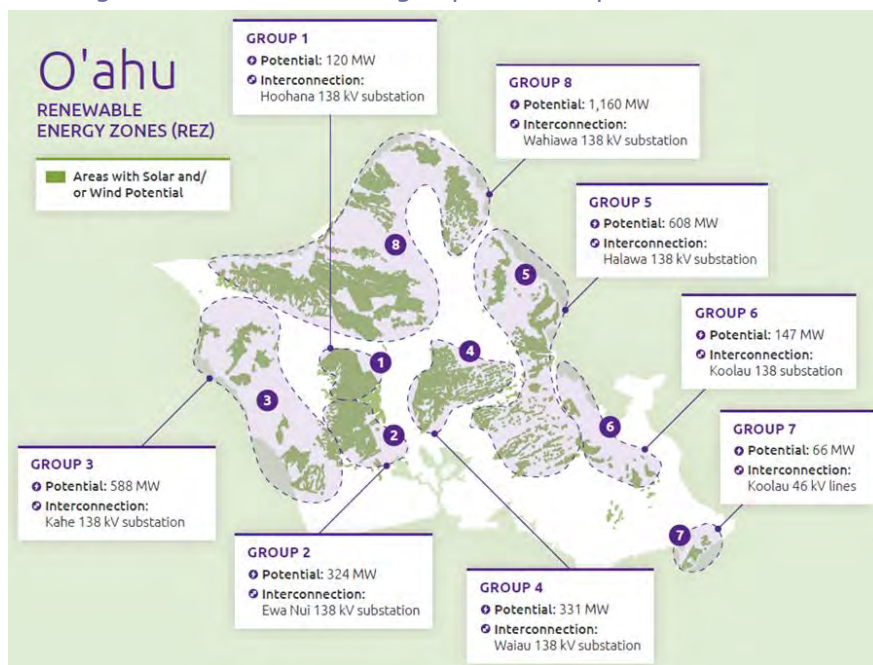 O'ahu
RENEWABLE
ENERGY ZONES (REZ)
Areas with Solar and/
or Wind Potential
GROUP 1
Potential: 120 MW
Interconnection:
Hoohana 138 kV substation
GROUP 8
Potential: 1,160 MW
Interconnection:
Wahiawa 138 kV substation
GROUP 5
Potential: 608 MW
Interconnection:
Halawa 138 kV substation
GROUP 6
Potential: 147 MW
Interconnection:
Koolau 138 substation
GROUP 7
Potential: 66 MW
Interconnection:
Koolau 46 kV lines
GROUP 3
Potential: 588 MW
Interconnection:
Kahe 138 kV substation
GROUP 2
Potential: 324 MW
Interconnection:
Ewa Nui 138 kV substation
GROUP 4
Potential: 331 MW
Interconnection:
Waiau 138 kV substation
8
5
1
4
3
2
6
7